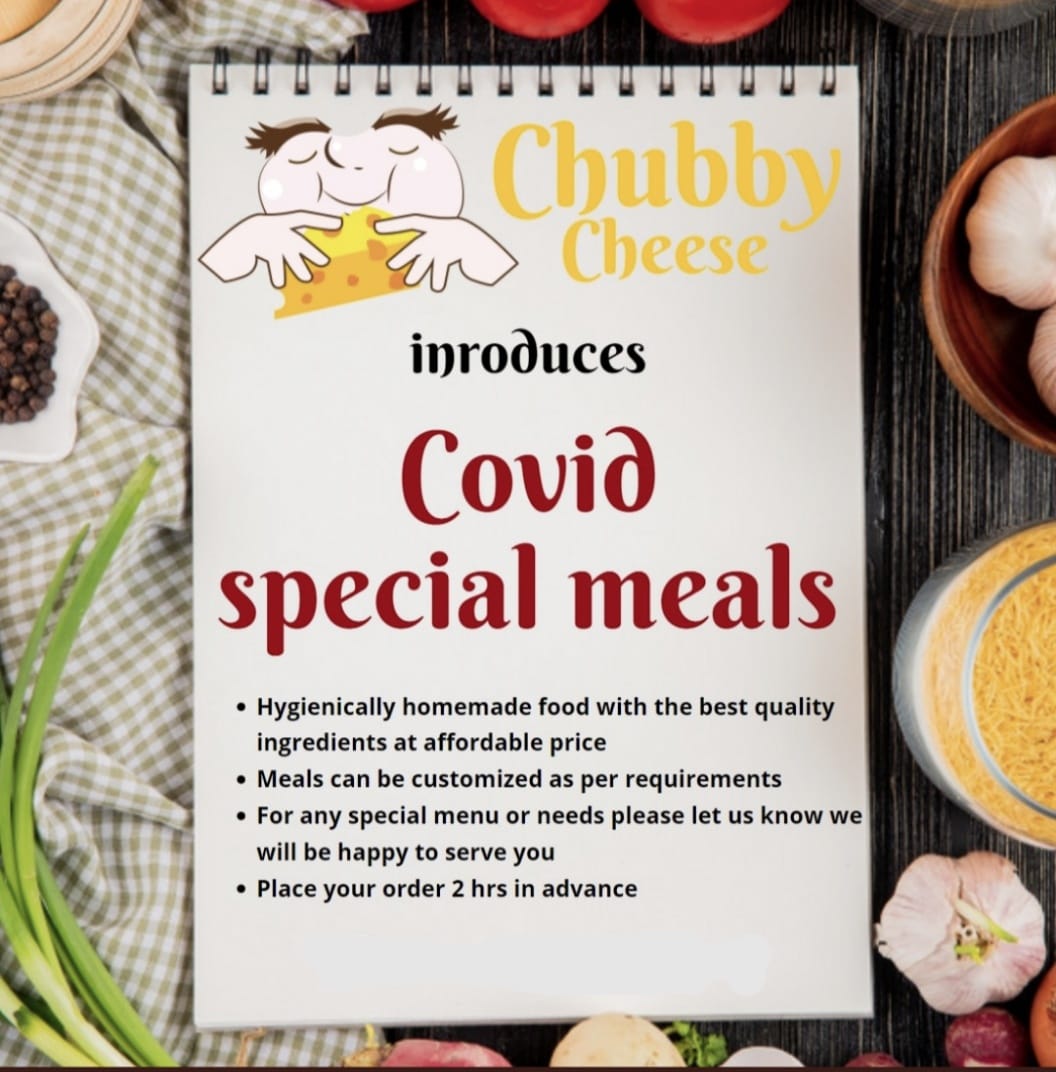 Chubby
Cheese
inroduces
Covid
special meals
• Hygienically homemade food with the best quality
ingredients at affordable price
• Meals can be customized as per requirements
• For any special menu or needs please let us know we
will be happy to serve you
• Place your order 2 hrs in advance